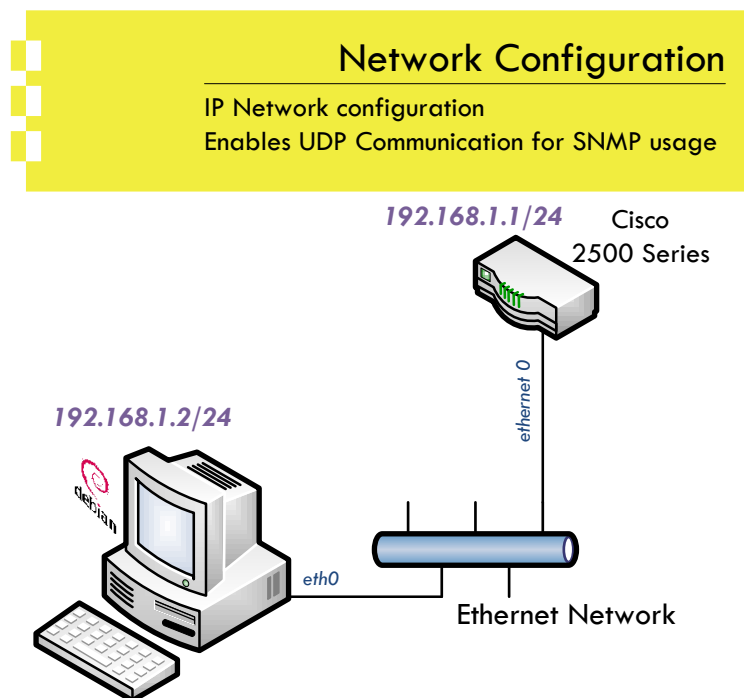 Network Configuration
IP Network configuration
Enables UDP Communication for SNMP usage
192.168.1.1/24
Cisco
2500 Series
ethernet 0
192.168.1.2/24
debian
eth0
Ethernet Network